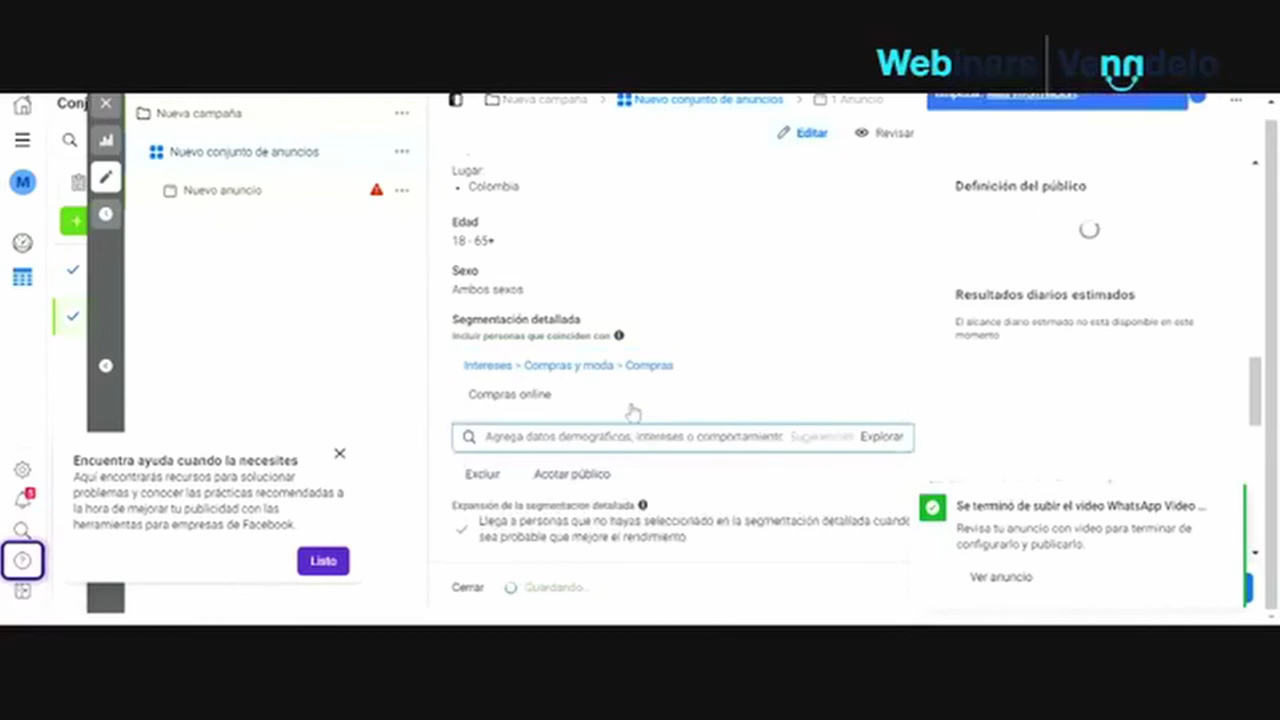 Webinars Vendelo
Conj
Nueva campaña
Nuevo conjunto de anuncios
Nuevo anuncio
Nueva campaña > Nuevo conjunto de anuncios > 1 Anuncio
Editar
Revisar
Lugar:
• Colombia
Edad
18 - 65+
Sexo
Ambos sexos
Segmentación detallada
Incluir personas que coinciden con
Intereses > Compras y moda > Compras
Compras online
Agrega datos demográficos, intereses o comportamiento Sugerencias Explorar
Excluir
Acotar público
Expansión de la segmentación detallada
Llega a personas que no hayas seleccionado en la segmentación detallada cuando
sea probable que mejore el rendimiento.
Cerrar
Guardando...
Definición del público
Resultados diarios estimados
El alcance diario estimado no está disponible en este
momento
Se terminó de subir el video WhatsApp Video ...
Revisa tu anuncio con video para terminar de
configurarlo y publicarlo.
Ver anuncio
M
Encuentra ayuda cuando la necesites
Aquí encontrarás recursos para solucionar
problemas y conocer las prácticas recomendadas a
la hora de mejorar tu publicidad con las
herramientas para empresas de Facebook.
Listo